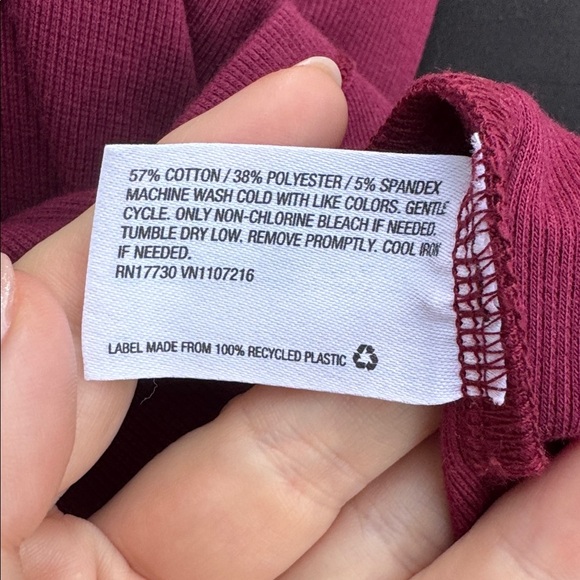 57% COTTON / 38% POLYESTER / 5% SPANDEX
MACHINE WASH COLD WITH LIKE COLORS. GENTLE
CYCLE. ONLY NON-CHLORINE BLEACH IF NEEDED.
TUMBLE DRY LOW. REMOVE PROMPTLY. COOL IRON
IF NEEDED.
RN17730 VN1107216
LABEL MADE FROM 100% RECYCLED PLASTIC